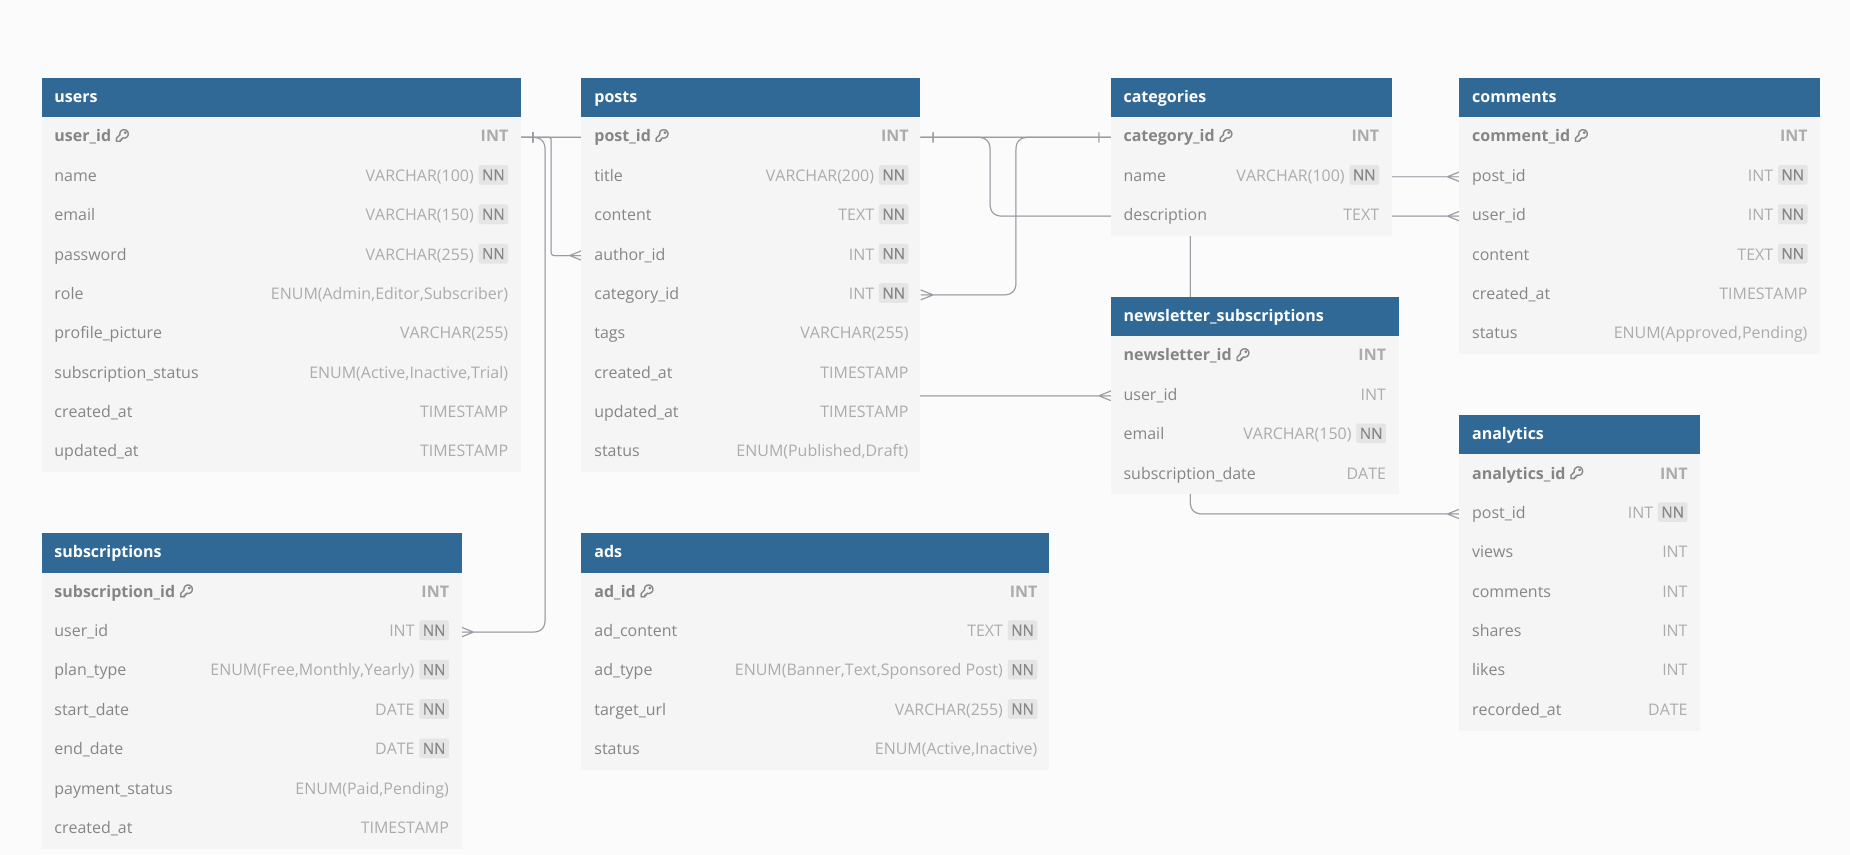 users
user_id INT
name VARCHAR(100) NN
email VARCHAR(150) NN
password VARCHAR(255) NN
role ENUM(Admin,Editor,Subscriber)
profile_picture VARCHAR(255)
subscription_status ENUM(Active,Inactive,Trial)
created_at TIMESTAMP
updated_at TIMESTAMP
posts
post_id INT
title VARCHAR(200) NN
content TEXT NN
author_id INT NN
category_id INT NN
tags VARCHAR(255)
created_at TIMESTAMP
updated_at TIMESTAMP
status ENUM(Published,Draft)
categories
category_id INT
name VARCHAR(100) NN
description TEXT
comments
comment_id INT
post_id INT NN
user_id INT NN
content TEXT NN
created_at TIMESTAMP
status ENUM(Approved,Pending)
newsletter_subscriptions
newsletter_id INT
user_id INT
email VARCHAR(150) NN
subscription_date DATE
analytics
analytics_id INT
post_id INT NN
views INT
comments INT
shares INT
likes INT
recorded_at DATE
subscriptions
subscription_id INT
user_id INT NN
plan_type ENUM(Free,Monthly,Yearly) NN
start_date DATE NN
end_date DATE NN
payment_status ENUM(Paid,Pending)
created_at TIMESTAMP
ads
ad_id INT
ad_content TEXT NN
ad_type ENUM(Banner,Text,Sponsored Post) NN
target_url VARCHAR(255) NN
status ENUM(Active,Inactive)